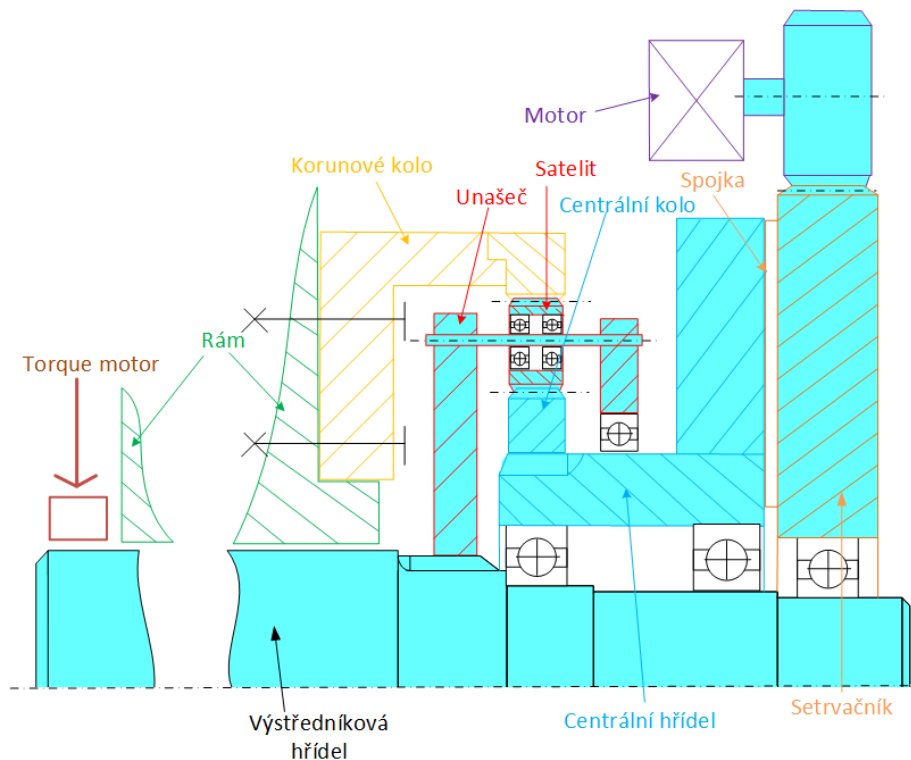 Motor
Korunové kolo
Satelit
Unašeč
Spojka
Centrální kolo
Rám
Torque motor
Výstředníková
hřídel
Centrální hřídel
Setrvačník